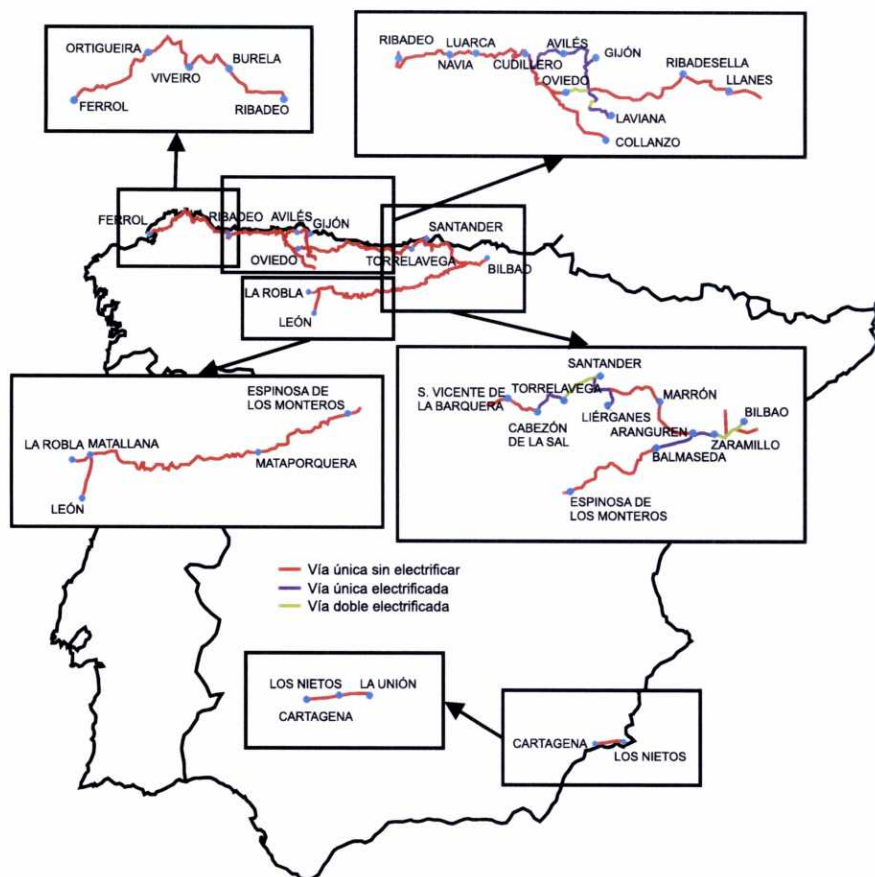 ORTIGUEIRA
BURELA
VIVEIRO
FERROL
RIBADEO
RIBADEO
LUARCA
AVILÉS
GIJÓN
NAVIA
CUDILLERO
RIBADESELLA
OVIEDO
LLANES
LAVIANA
COLLANZO
FERROL
RIBADEO
AVILÉS
GIJÓN
SANTANDER
OVIEDO
TORRELAVEGA
BILBAO
LA ROBLA
LEÓN
ESPINOSA DE
LOS MONTEROS
LA ROBLA
MATALLANA
MATAPORQUERA
LEÓN
SANTANDER
S. VICENTE DE
LA BARQUERA
TORRELAVEGA
MARRÓN
CABEZÓN
DE LA SAL
LIÉRGANES
BILBAO
ARANGUREN
ZARAMILLO
BALMASEDA
ESPINOSA DE
LOS MONTEROS
Vía única sin electrificar
Vía única electrificada
Vía doble electrificada
LOS NIETOS
LA UNIÓN
CARTAGENA
CARTAGENA
LOS NIETOS